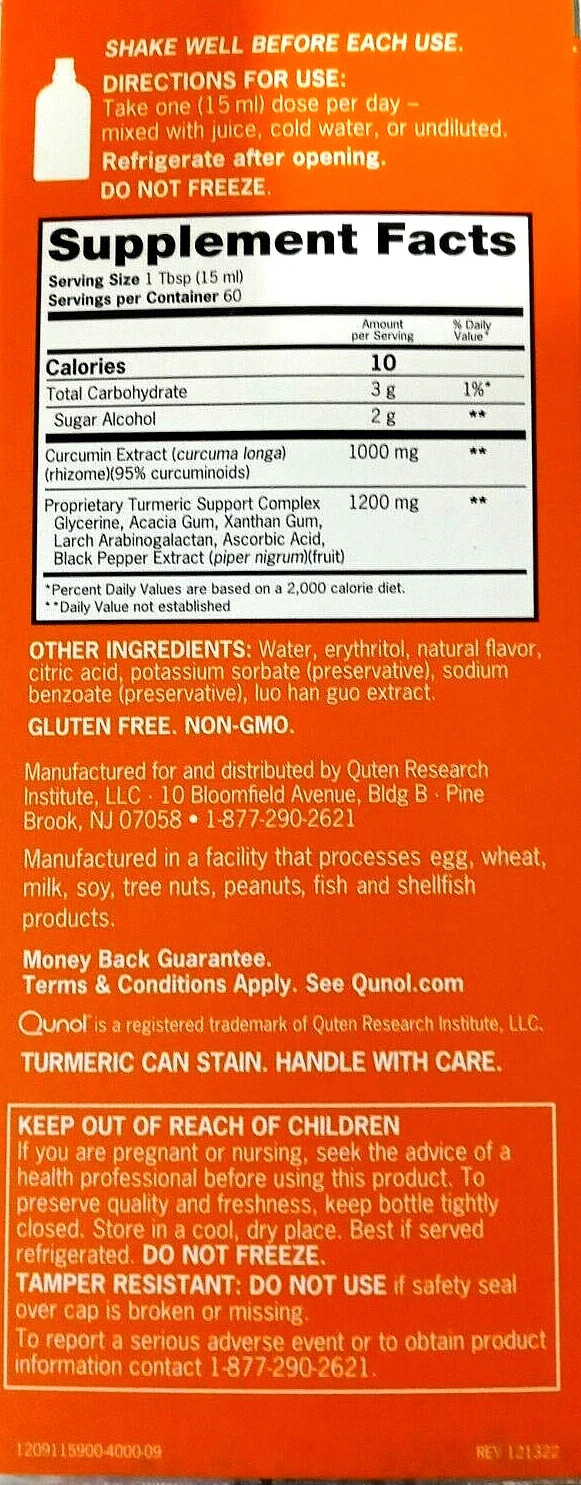 SHAKE WELL BEFORE EACH USE.
DIRECTIONS FOR USE:
Take one (15 ml) dose per day –
mixed with juice, cold water, or undiluted.
Refrigerate after opening.
DO NOT FREEZE.
Supplement Facts
Serving Size 1 Tbsp (15 ml)
Servings per Container 60
Amount per Serving % Daily Value*
Calories 10
Total Carbohydrate 3 g 1%*
Sugar Alcohol 2 g **
Curcumin Extract (curcuma longa) 1000 mg **
(rhizome)(95% curcuminoids)
Proprietary Turmeric Support Complex 1200 mg **
Glycerine, Acacia Gum, Xanthan Gum,
Larch Arabinogalactan, Ascorbic Acid,
Black Pepper Extract (piper nigrum)(fruit)
*Percent Daily Values are based on a 2,000 calorie diet.
**Daily Value not established
OTHER INGREDIENTS: Water, erythritol, natural flavor,
citric acid, potassium sorbate (preservative), sodium
benzoate (preservative), luo han guo extract.
GLUTEN FREE. NON-GMO.
Manufactured for and distributed by Quten Research
Institute, LLC · 10 Bloomfield Avenue, Bldg B · Pine
Brook, NJ 07058 • 1-877-290-2621
Manufactured in a facility that processes egg, wheat,
milk, soy, tree nuts, peanuts, fish and shellfish
products.
Money Back Guarantee.
Terms & Conditions Apply. See Qunol.com
Qunol® is a registered trademark of Quten Research Institute, LLC.
TURMERIC CAN STAIN. HANDLE WITH CARE.
KEEP OUT OF REACH OF CHILDREN
If you are pregnant or nursing, seek the advice of a
health professional before using this product. To
preserve quality and freshness, keep bottle tightly
closed. Store in a cool, dry place. Best if served
refrigerated. DO NOT FREEZE.
TAMPER RESISTANT: DO NOT USE if safety seal
over cap is broken or missing.
To report a serious adverse event or to obtain product
information contact 1-877-290-2621.
1209115900-4000-09
REV 121322